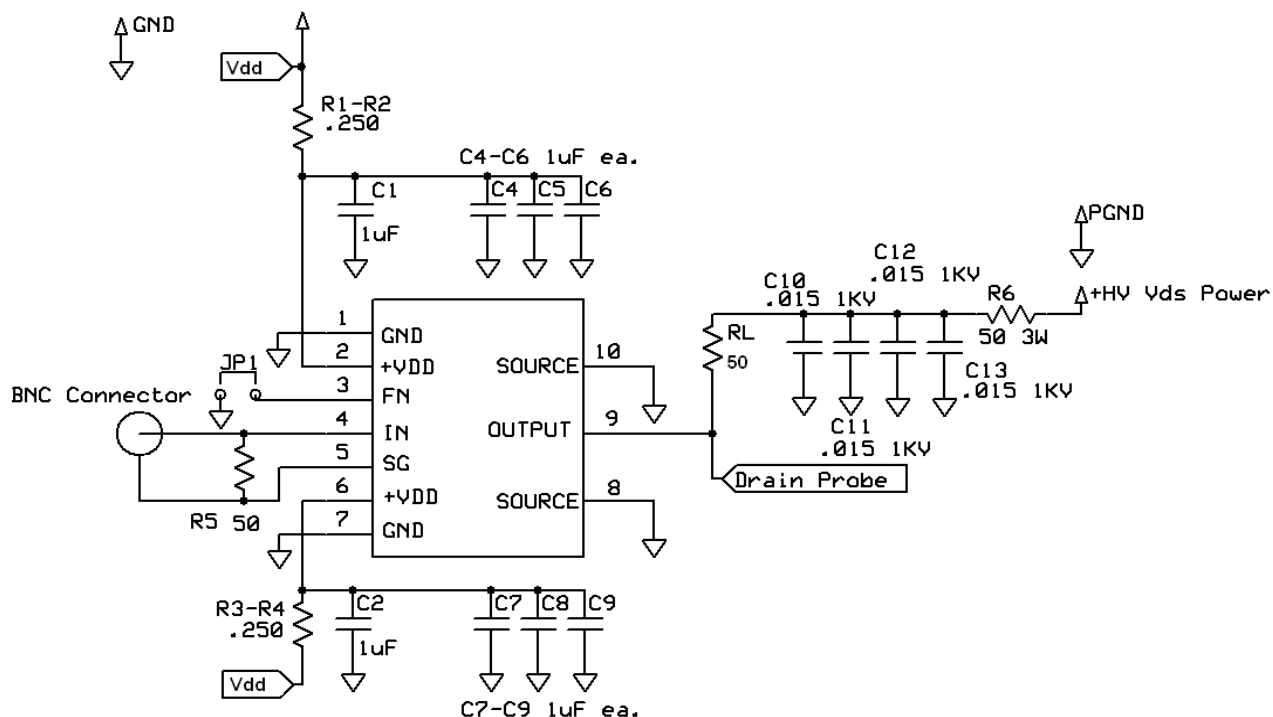 GND
Vdd
R1-R2
.250
C4-C6 1uF ea.
C1
1uF
C4
C5
C6
PGND
C12
.015 1KV
C10
.015 1KV
R6
50 3W
+HV Vds Power
RL
50
C13
.015 1KV
C11
.015 1KV
1
GND
2
+VDD
JP1
3
FN
BNC Connector
4
IN
5
SG
6
+VDD
7
GND
R5 50
SOURCE
10
OUTPUT
9
SOURCE
8
Drain Probe
R3-R4
.250
C2
1uF
C7
C8
C9
Vdd
C7-C9 1uF ea.